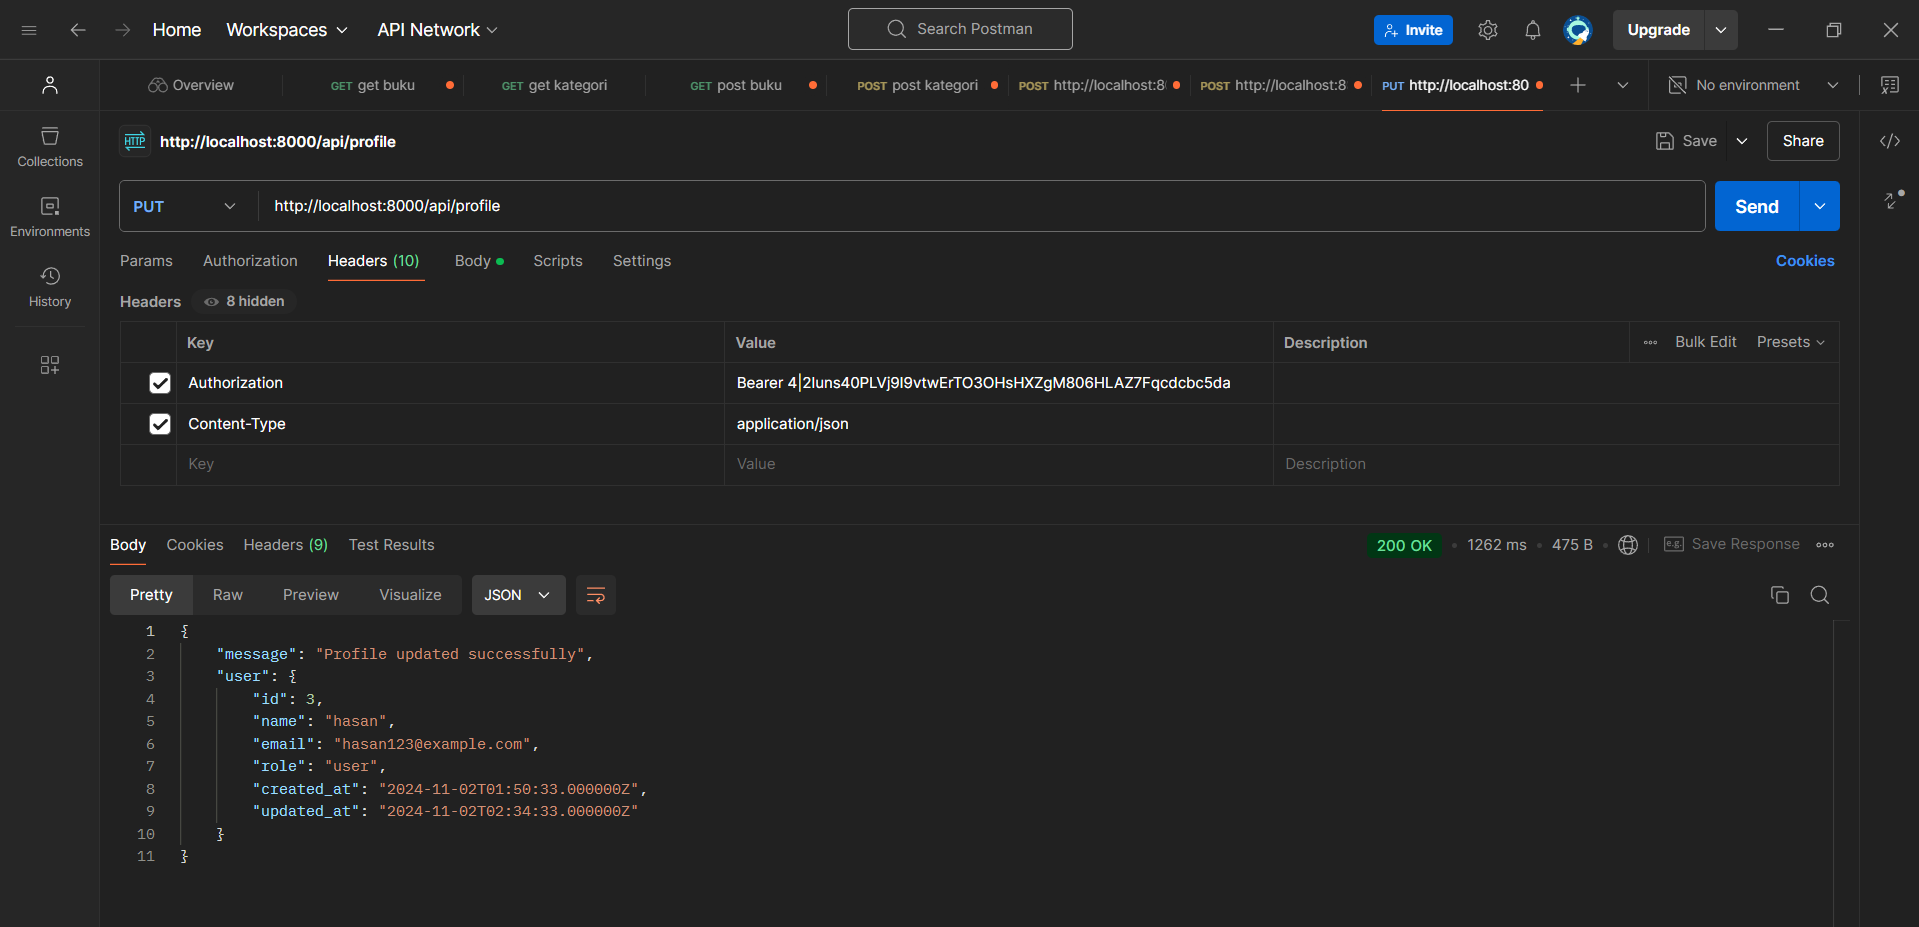 Home Workspaces API Network Search Postman Invite Upgrade
Overview GET get buku GET get kategori GET post buku POST post kategori POST http://localhost:8 POST http://localhost:8 PUT http://localhost:80 No environment
Collections
Environments
History
HTTP http://localhost:8000/api/profile Save Share
PUT http://localhost:8000/api/profile Send
Params Authorization Headers (10) Body Scripts Settings Cookies
Headers 8 hidden
Key Value Description Bulk Edit Presets
Authorization Bearer 4|2Iuns40PLVj9I9vtwErTO3OHsHXZgM806HLAZ7Fqcdcbc5da
Content-Type application/json
Key Value Description
Body Cookies Headers (9) Test Results 200 OK 1262 ms 475 B e.g. Save Response
Pretty Raw Preview Visualize JSON
1 {
2 "message": "Profile updated successfully",
3 "user": {
4 "id": 3,
5 "name": "hasan",
6 "email": "hasan123@example.com",
7 "role": "user",
8 "created_at": "2024-11-02T01:50:33.000000Z",
9 "updated_at": "2024-11-02T02:34:33.000000Z"
10 }
11 }